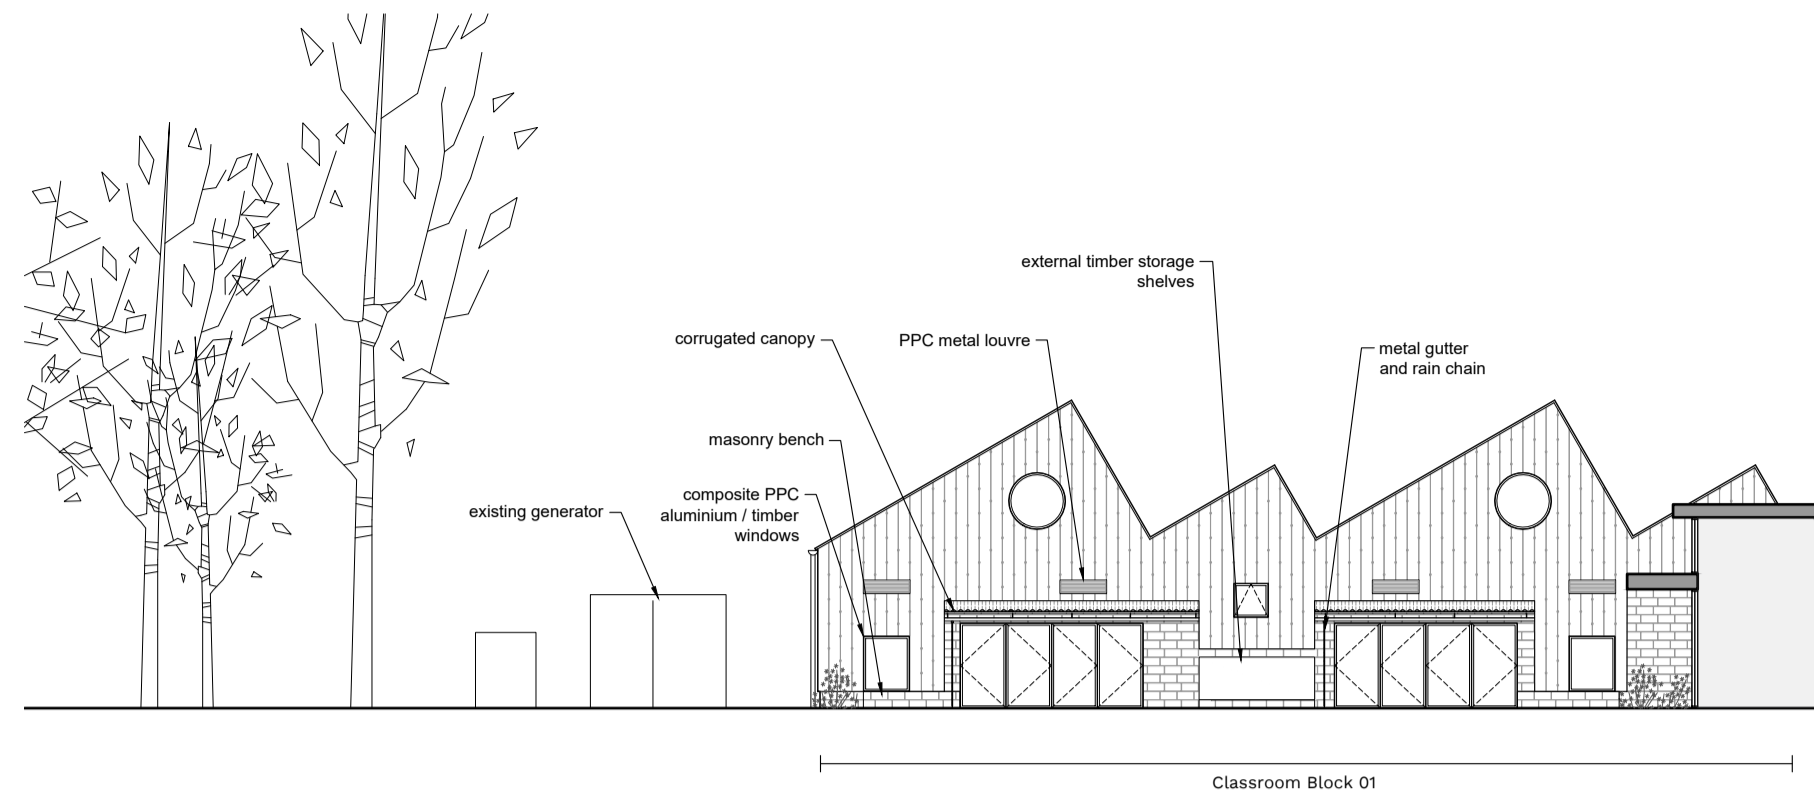 external timber storage
shelves
corrugated canopy
PPC metal louvre
metal gutter
and rain chain
masonry bench
composite PPC
aluminium / timber
windows
existing generator
Classroom Block 01